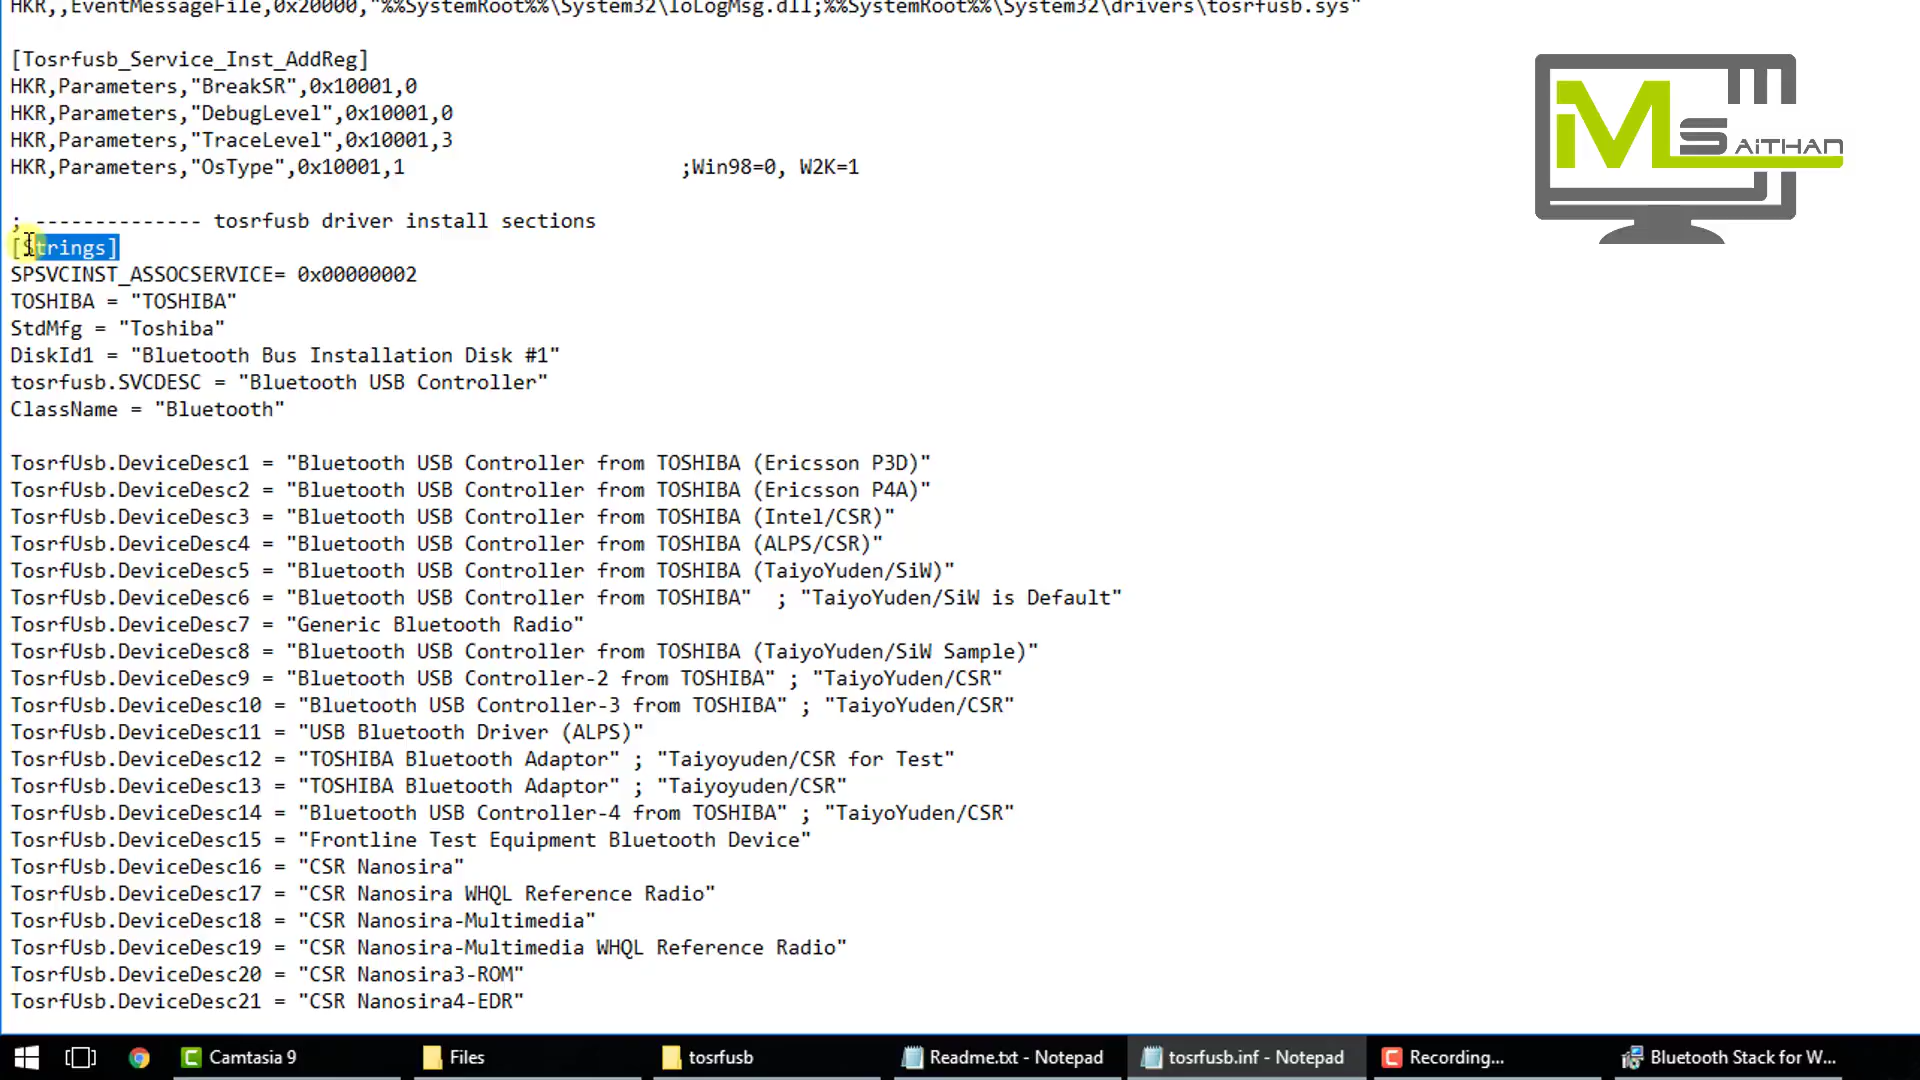 HKR,,EventMessageFile,0x20000,"%%SystemRoot%%\System32\IoLogMsg.dll;%%SystemRoot%%\System32\drivers\tosrfusb.sys"
[Tosrfusb_Service_Inst_AddReg]
HKR,Parameters,"BreakSR",0x10001,0
HKR,Parameters,"DebugLevel",0x10001,0
HKR,Parameters,"TraceLevel",0x10001,3
HKR,Parameters,"OsType",0x10001,1 ;Win98=0, W2K=1
; -------------- tosrfusb driver install sections
[Strings]
SPSVCINST_ASSOCSERVICE= 0x00000002
TOSHIBA = "TOSHIBA"
StdMfg = "Toshiba"
DiskId1 = "Bluetooth Bus Installation Disk #1"
tosrfusb.SVCDESC = "Bluetooth USB Controller"
ClassName = "Bluetooth"
TosrfUsb.DeviceDesc1 = "Bluetooth USB Controller from TOSHIBA (Ericsson P3D)"
TosrfUsb.DeviceDesc2 = "Bluetooth USB Controller from TOSHIBA (Ericsson P4A)"
TosrfUsb.DeviceDesc3 = "Bluetooth USB Controller from TOSHIBA (Intel/CSR)"
TosrfUsb.DeviceDesc4 = "Bluetooth USB Controller from TOSHIBA (ALPS/CSR)"
TosrfUsb.DeviceDesc5 = "Bluetooth USB Controller from TOSHIBA (TaiyoYuden/SiW)"
TosrfUsb.DeviceDesc6 = "Bluetooth USB Controller from TOSHIBA" ; "TaiyoYuden/SiW is Default"
TosrfUsb.DeviceDesc7 = "Generic Bluetooth Radio"
TosrfUsb.DeviceDesc8 = "Bluetooth USB Controller from TOSHIBA (TaiyoYuden/SiW Sample)"
TosrfUsb.DeviceDesc9 = "Bluetooth USB Controller-2 from TOSHIBA" ; "TaiyoYuden/CSR"
TosrfUsb.DeviceDesc10 = "Bluetooth USB Controller-3 from TOSHIBA" ; "TaiyoYuden/CSR"
TosrfUsb.DeviceDesc11 = "USB Bluetooth Driver (ALPS)"
TosrfUsb.DeviceDesc12 = "TOSHIBA Bluetooth Adaptor" ; "Taiyoyuden/CSR for Test"
TosrfUsb.DeviceDesc13 = "TOSHIBA Bluetooth Adaptor" ; "Taiyoyuden/CSR"
TosrfUsb.DeviceDesc14 = "Bluetooth USB Controller-4 from TOSHIBA" ; "TaiyoYuden/CSR"
TosrfUsb.DeviceDesc15 = "Frontline Test Equipment Bluetooth Device"
TosrfUsb.DeviceDesc16 = "CSR Nanosira"
TosrfUsb.DeviceDesc17 = "CSR Nanosira WHQL Reference Radio"
TosrfUsb.DeviceDesc18 = "CSR Nanosira-Multimedia"
TosrfUsb.DeviceDesc19 = "CSR Nanosira-Multimedia WHQL Reference Radio"
TosrfUsb.DeviceDesc20 = "CSR Nanosira3-ROM"
TosrfUsb.DeviceDesc21 = "CSR Nanosira4-EDR"
iM SAiTHAN
Camtasia 9 Files tosrfusb Readme.txt - Notepad tosrfusb.inf - Notepad Recording... Bluetooth Stack for W...